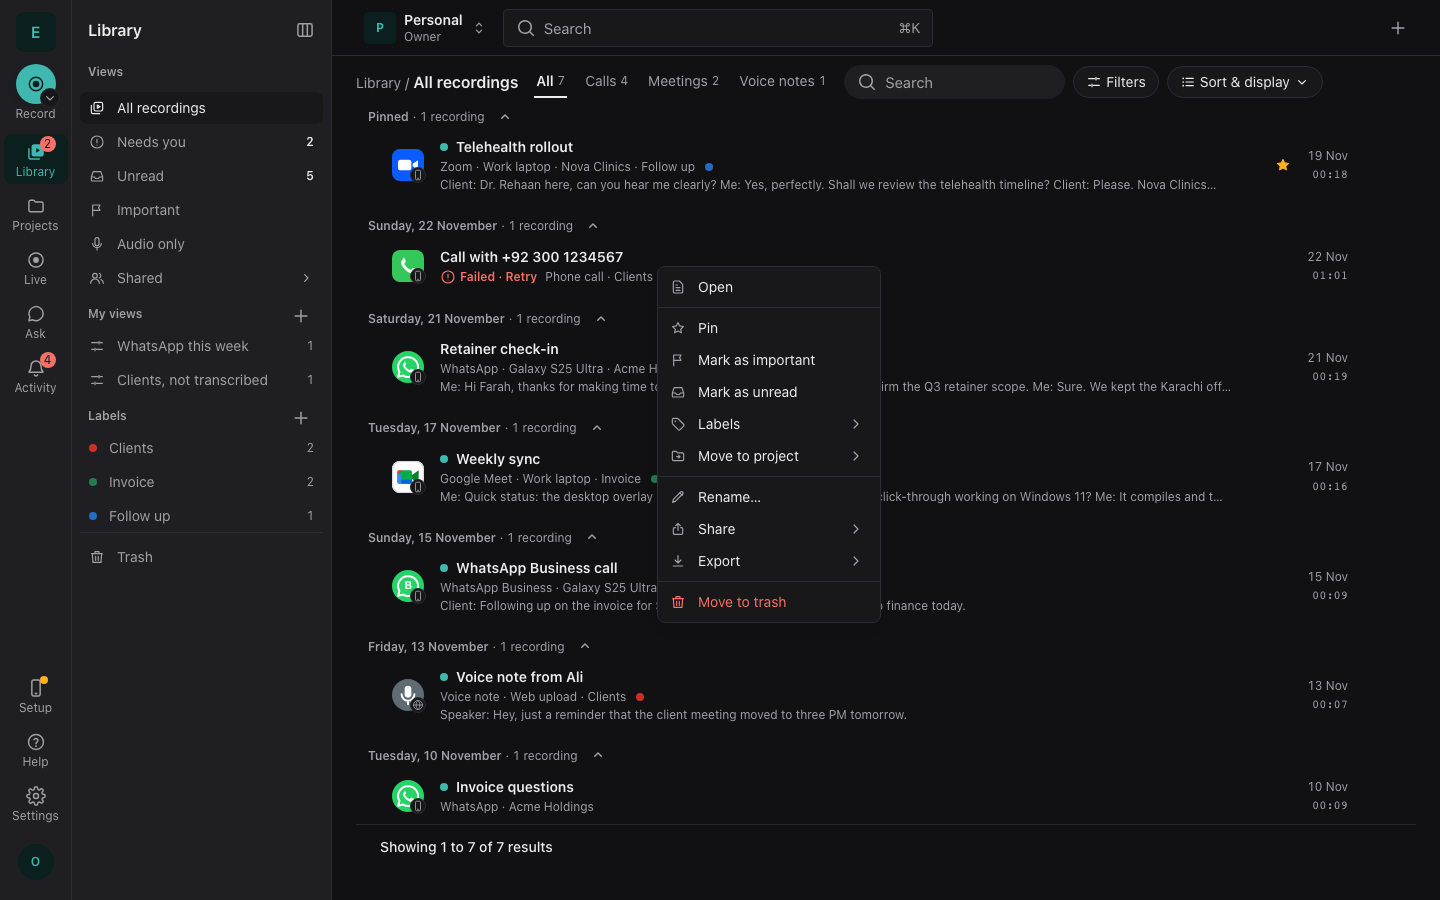 E
Record
2
Library
Projects
Live
Ask
4
Activity
Setup
Help
Settings
O
Library
Views
All recordings
Needs you 2
Unread 5
Important
Audio only
Shared
My views
WhatsApp this week 1
Clients, not transcribed 1
Labels
Clients 2
Invoice 2
Follow up 1
Trash
P
Personal
Owner
Search ⌘K
Library / All recordings All 7 Calls 4 Meetings 2 Voice notes 1 Search Filters Sort & display
Pinned · 1 recording
Telehealth rollout 19 Nov
Zoom · Work laptop · Nova Clinics · Follow up 00:18
Client: Dr. Rehaan here, can you hear me clearly? Me: Yes, perfectly. Shall we review the telehealth timeline? Client: Please. Nova Clinics…
Sunday, 22 November · 1 recording
Call with +92 300 1234567 22 Nov
Failed · Retry Phone call · Clients 01:01
Saturday, 21 November · 1 recording
Retainer check-in 21 Nov
WhatsApp · Galaxy S25 Ultra · Acme H 00:19
Me: Hi Farah, thanks for making time to irm the Q3 retainer scope. Me: Sure. We kept the Karachi off…
Tuesday, 17 November · 1 recording
Weekly sync 17 Nov
Google Meet · Work laptop · Invoice 00:16
Me: Quick status: the desktop overlay click-through working on Windows 11? Me: It compiles and t…
Sunday, 15 November · 1 recording
WhatsApp Business call 15 Nov
WhatsApp Business · Galaxy S25 Ultra 00:09
Client: Following up on the invoice for finance today.
Friday, 13 November · 1 recording
Voice note from Ali 13 Nov
Voice note · Web upload · Clients 00:07
Speaker: Hey, just a reminder that the client meeting moved to three PM tomorrow.
Tuesday, 10 November · 1 recording
Invoice questions 10 Nov
WhatsApp · Acme Holdings 00:09
Showing 1 to 7 of 7 results
Open
Pin
Mark as important
Mark as unread
Labels
Move to project
Rename…
Share
Export
Move to trash